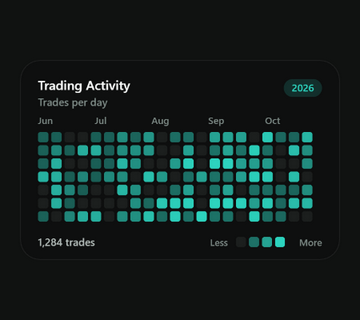 Trading Activity
2026
Trades per day
Jun Jul Aug Sep Oct
1,284 trades
Less More